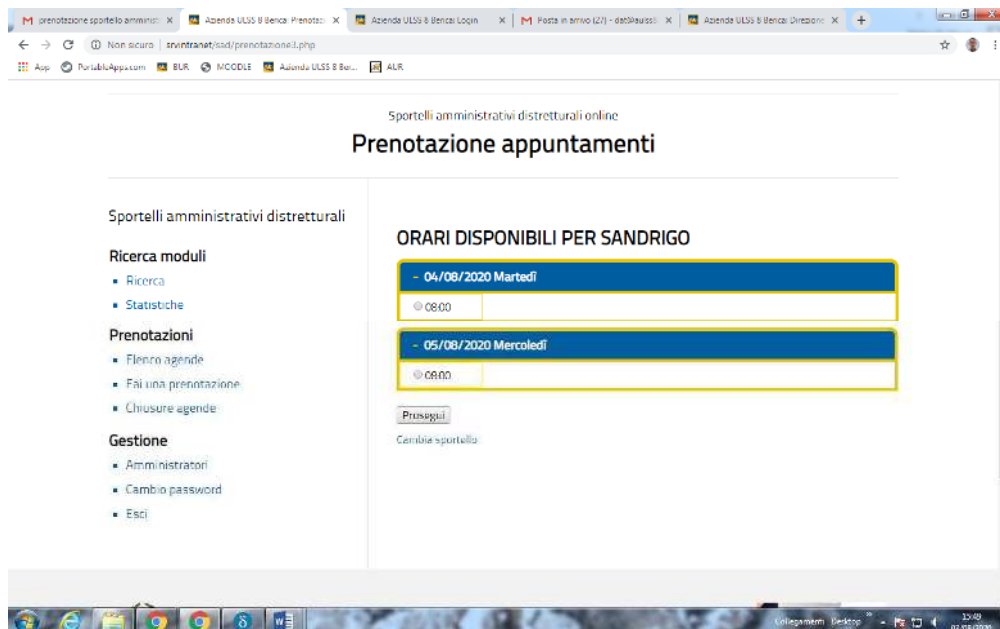 prenotazione sportello amminist
Azienda ULSS 8 Berica: Prenotazi
Azienda ULSS 8 Berica: Login
Posta in arrivo (27) -
Azienda ULSS 8 Berica: Direzione
Non sicuro | srvintranet/sad/prenotazione3.php
App
PortableApps.com
BUR
MOODLE
Azienda ULSS 8 Ber...
AUR
Sportelli amministrativi distretturali online
Prenotazione appuntamenti
Sportelli amministrativi distretturali
Ricerca moduli
Ricerca
Statistiche
Prenotazioni
Elenco agende
Fai una prenotazione
Chiusure agende
Gestione
Amministratori
Cambio password
Esci
ORARI DISPONIBILI PER SANDRIGO
- 04/08/2020 Martedì
08:00
- 05/08/2020 Mercoledì
08:00
Prosegui
Cambia sportello
Collegamenti Desktop
15:49